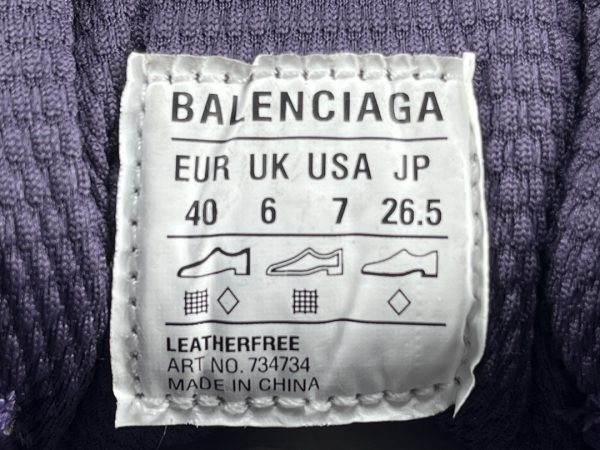 BALENCIAGA
EUR UK USA JP
40 6 7 26.5
LEATHERFREE
ART NO. 734734
MADE IN CHINA